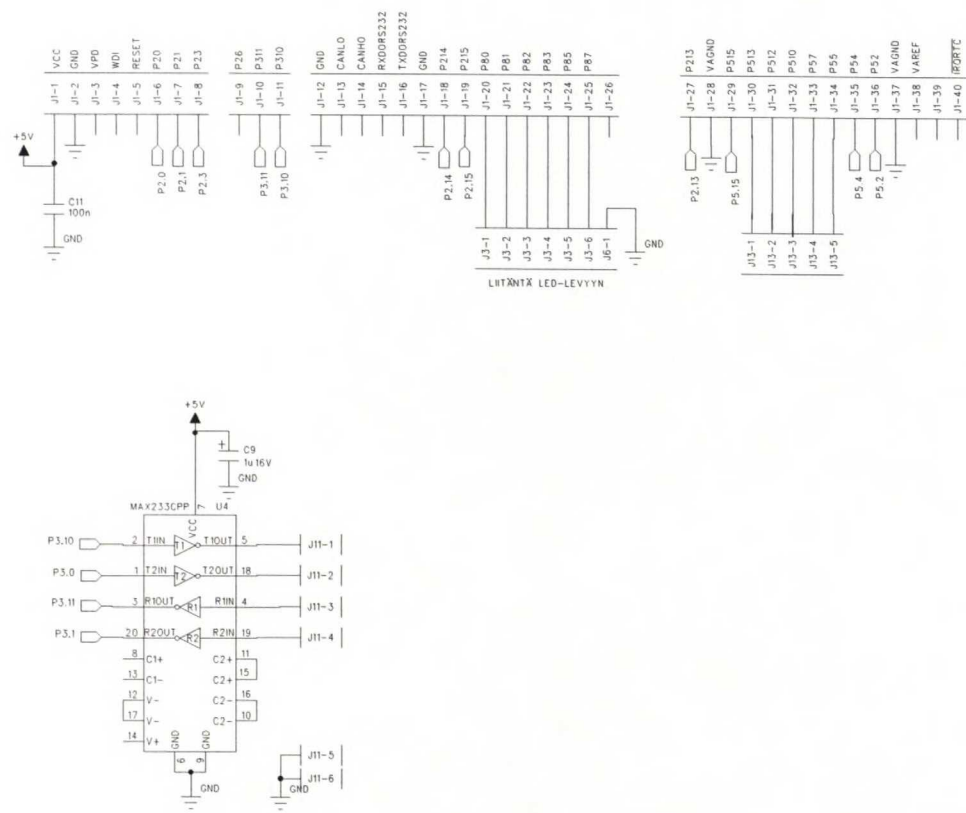 VCC GND VPD WDI RESET P20 P21 P23 P26 P311 P310 GND CANLO CANHO RXDORS232 TXDORS232 GND P214 P215 P80 P81 P82 P83 P85 P87 P213 VAGND P515 P513 P512 P510 P57 P55 P54 P52 VAGND VAREF IRQRTC
J1-1 J1-2 J1-3 J1-4 J1-5 J1-6 J1-7 J1-8 J1-9 J1-10 J1-11 J1-12 J1-13 J1-14 J1-15 J1-16 J1-17 J1-18 J1-19 J1-20 J1-21 J1-22 J1-23 J1-24 J1-25 J1-26 J1-27 J1-28 J1-29 J1-30 J1-31 J1-32 J1-33 J1-34 J1-35 J1-36 J1-37 J1-38 J1-39 J1-40
+5V
P2.0 P2.1 P2.3 P3.11 P3.10 P2.14 P2.15 P2.13 P5.15 P5.4 P5.2
C11
100n
GND
J3-1 J3-2 J3-3 J3-4 J3-5 J3-6 J6-1
GND
J13-1 J13-2 J13-3 J13-4 J13-5
LIITÄNTÄ LED-LEVYYN
+5V
C9
1u 16V
GND
MAX233CPP 7 U4
VCC
P3.10 2 T1IN T1 T1OUT 5 J11-1
P3.0 1 T2IN T2 T2OUT 18 J11-2
P3.11 3 R1OUT R1 R1IN 4 J11-3
P3.1 20 R2OUT R2 R2IN 19 J11-4
8 C1+ C2+ 11
13 C1- C2+ 15
12 V- C2- 16
17 V- C2- 10
14 V+ GND GND
6 9
J11-5
J11-6
GND
GND